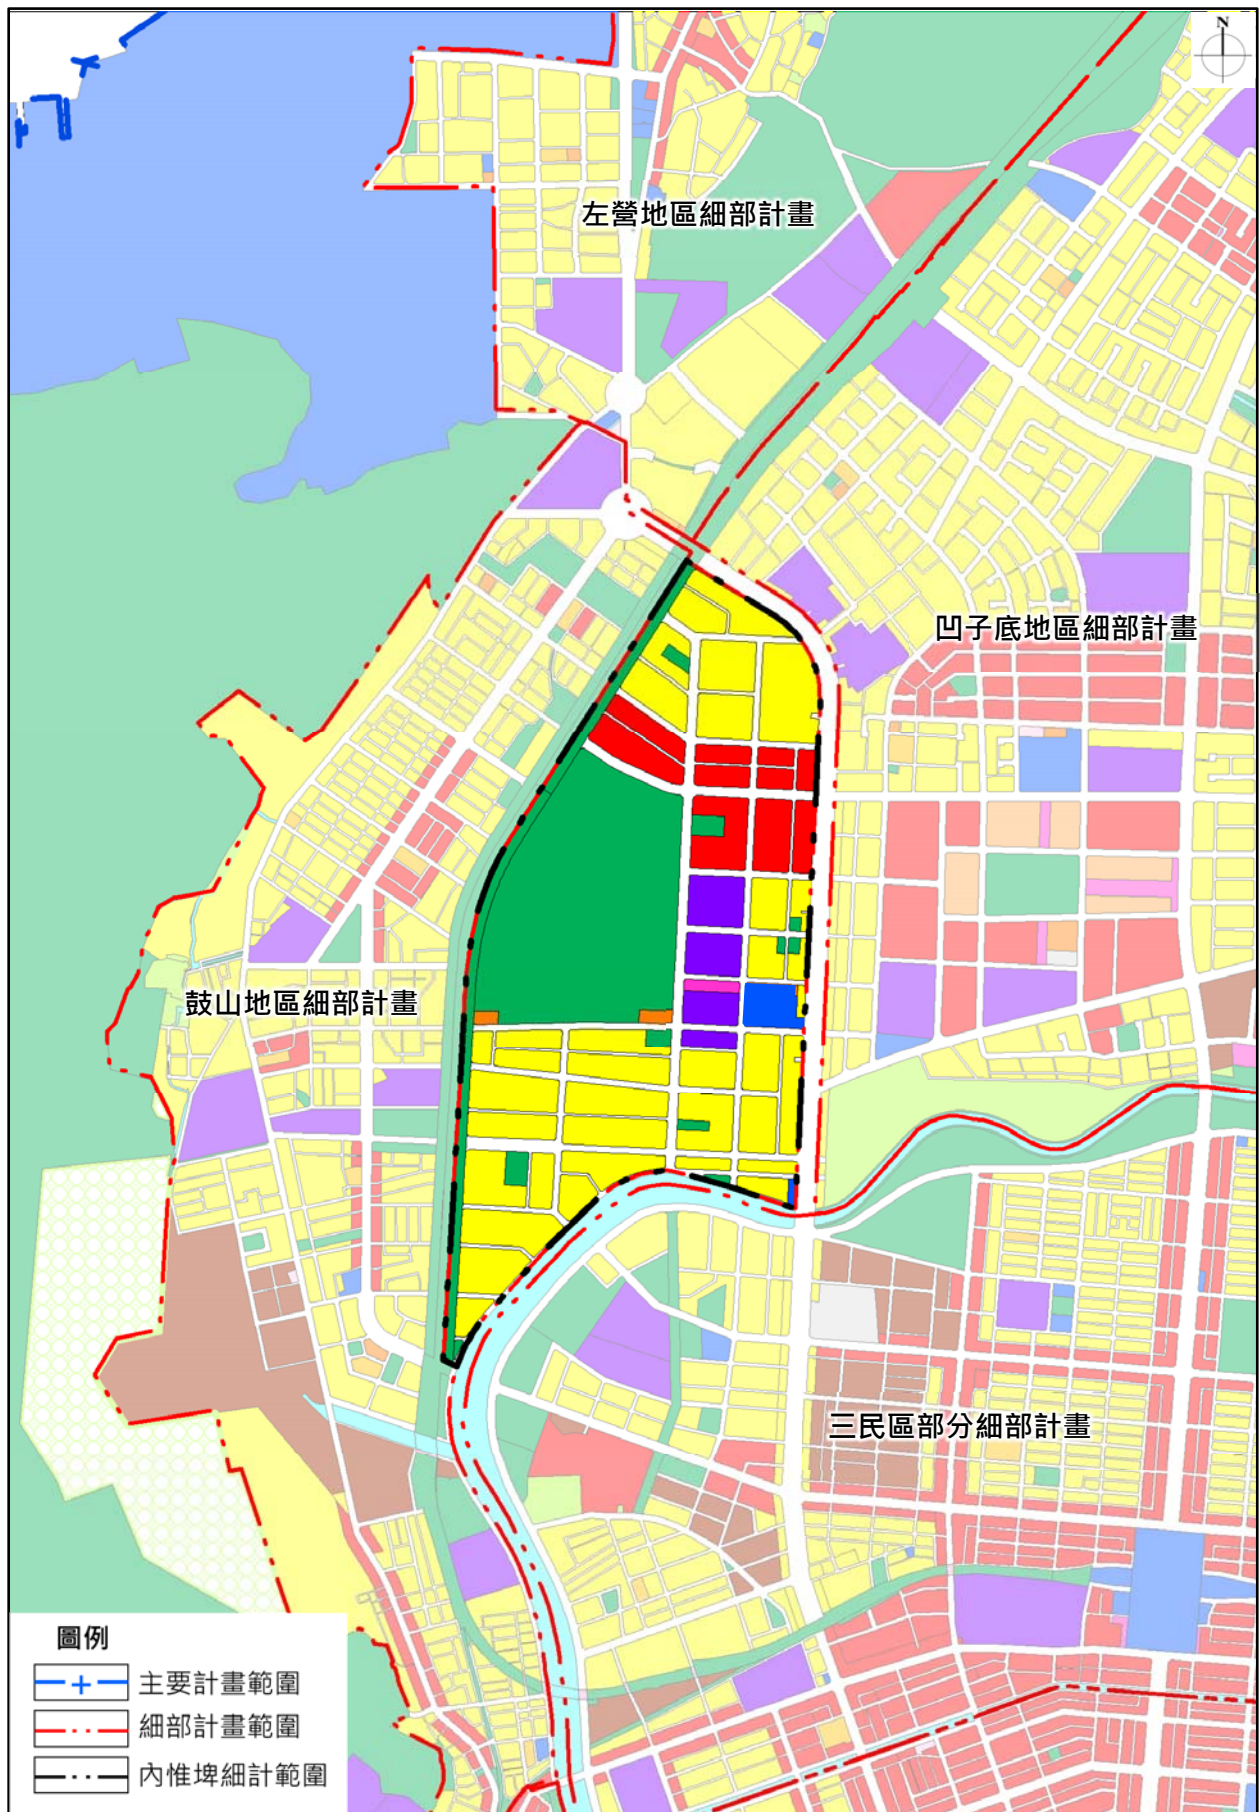 N
左營地區細部計畫
凹子底地區細部計畫
鼓山地區細部計畫
三民區部分細部計畫
圖例
主要計畫範圍
細部計畫範圍
內惟埤細計範圍